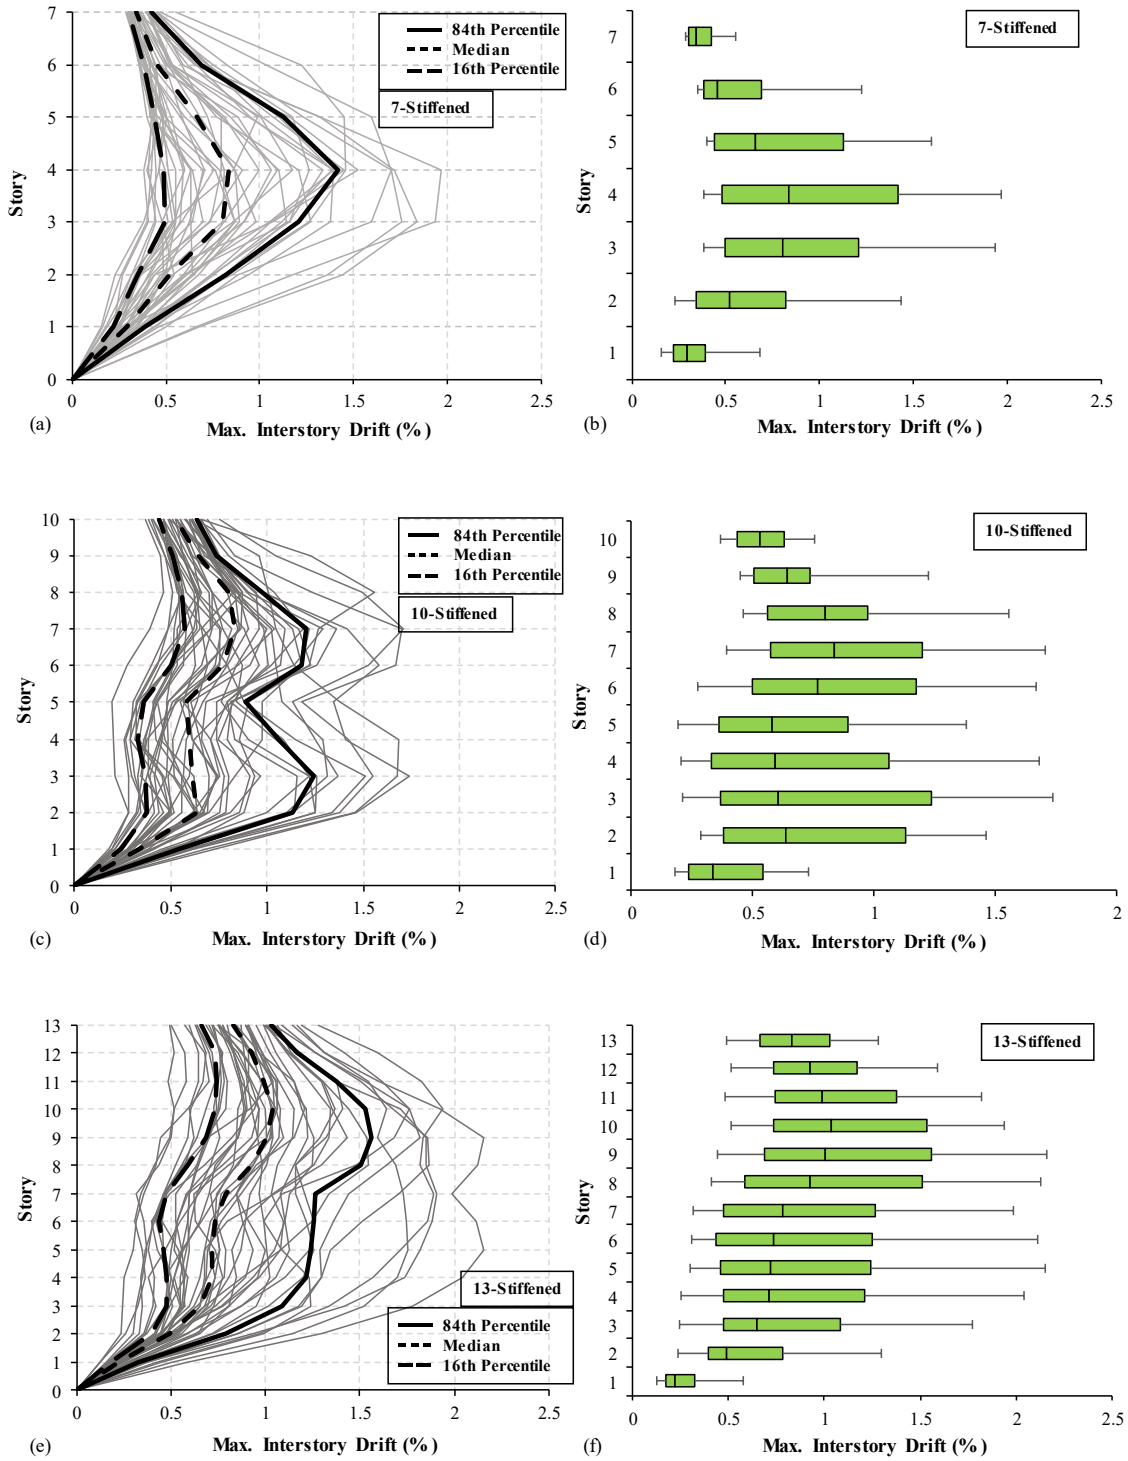 7
6
5
4
3
2
1
0
Story
84th Percentile
Median
16th Percentile
7-Stiffened
0 0.5 1 1.5 2 2.5
Max. Interstory Drift (%)
(a)
7-Stiffened
7
6
5
4
3
2
1
Story
0 0.5 1 1.5 2 2.5
Max. Interstory Drift (%)
(b)
10
9
8
7
6
5
4
3
2
1
0
Story
84th Percentile
Median
16th Percentile
10-Stiffened
0 0.5 1 1.5 2 2.5
Max. Interstory Drift (%)
(c)
10-Stiffened
10
9
8
7
6
5
4
3
2
1
Story
0 0.5 1 1.5 2
Max. Interstory Drift (%)
(d)
13
12
11
10
9
8
7
6
5
4
3
2
1
0
Story
13-Stiffened
84th Percentile
Median
16th Percentile
0 0.5 1 1.5 2 2.5
Max. Interstory Drift (%)
(e)
13-Stiffened
13
12
11
10
9
8
7
6
5
4
3
2
1
Story
0 0.5 1 1.5 2 2.5
Max. Interstory Drift (%)
(f)